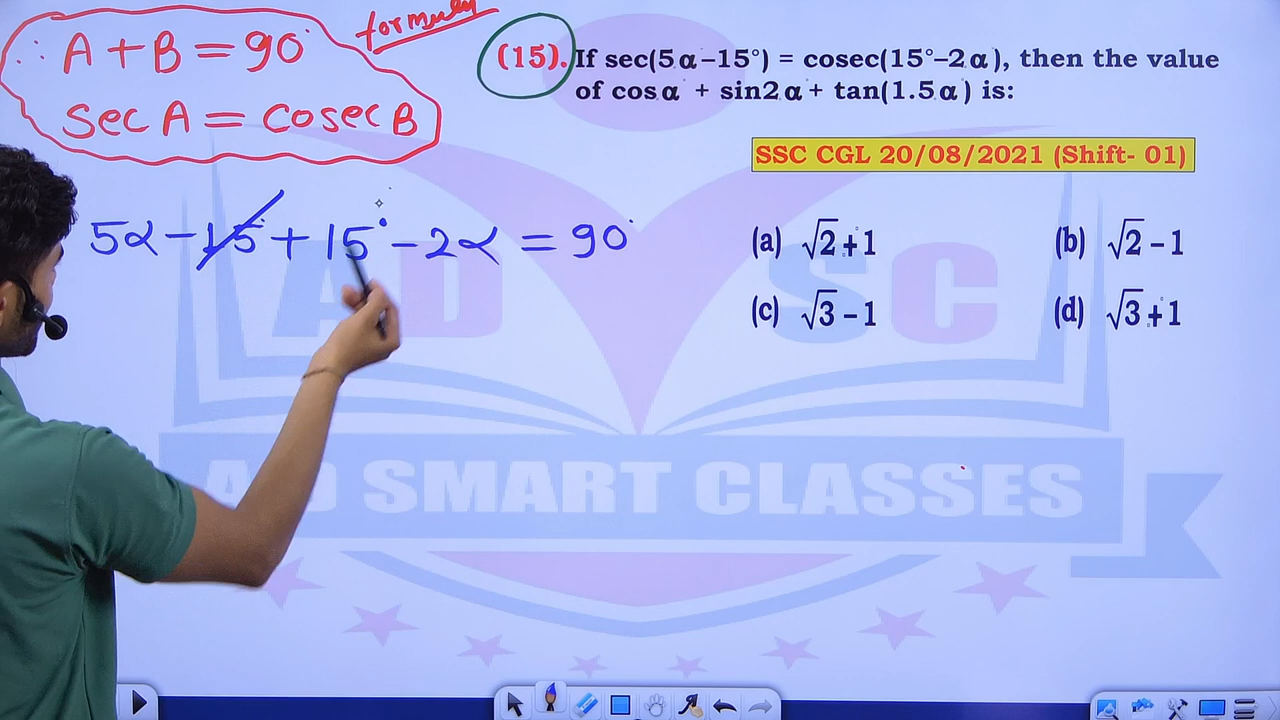 ∴ A + B = 90°
sec A = cosec B
formula
(15). If sec(5α–15°) = cosec(15°–2α), then the value
of cosα + sin2α + tan(1.5α) is:
SSC CGL 20/08/2021 (Shift- 01)
5α – 15° + 15° – 2α = 90°
(a) √2+1
(b) √2 – 1
(c) √3 – 1
(d) √3+1
AD SC
AD SMART CLASSES